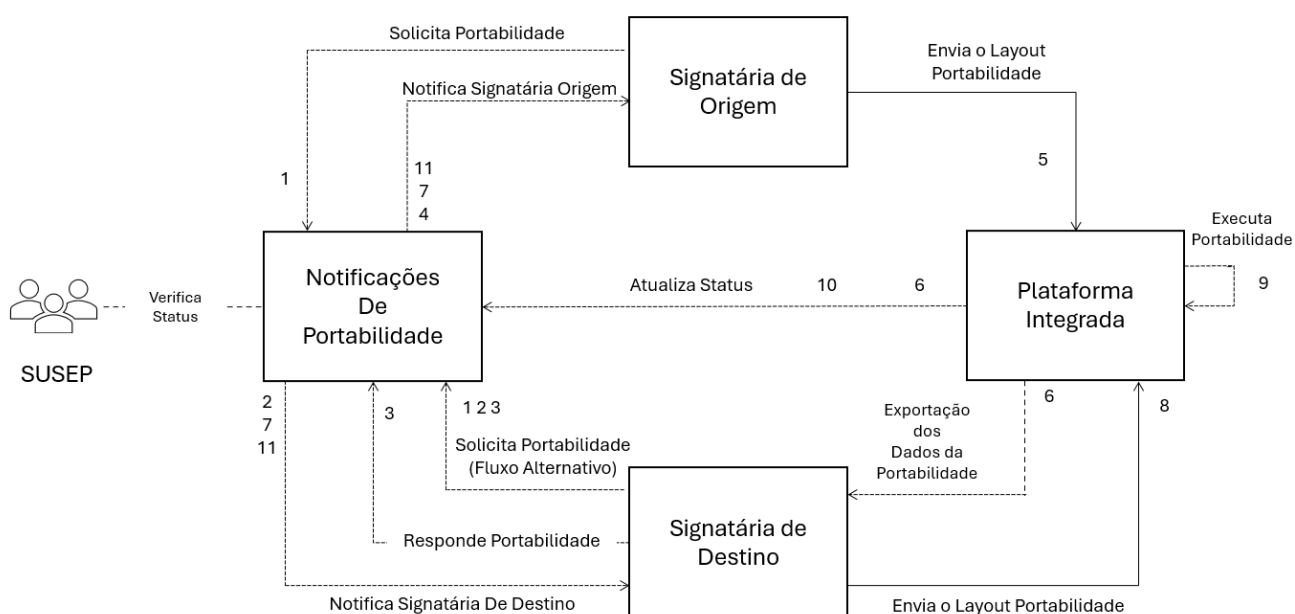 Solicita Portabilidade
Signatária de
Origem
Envia o Layout
Portabilidade
Notifica Signatária Origem
1
11
7
4
5
Executa
Portabilidade
Notificações
De
Portabilidade
Atualiza Status
10
6
Plataforma
Integrada
9
Verifica
Status
SUSEP
2
7
11
3
1 2 3
Solicita Portabilidade
(Fluxo Alternativo)
Exportação
dos
Dados da
Portabilidade
6
8
Responde Portabilidade
Signatária de
Destino
Notifica Signatária De Destino
Envia o Layout Portabilidade